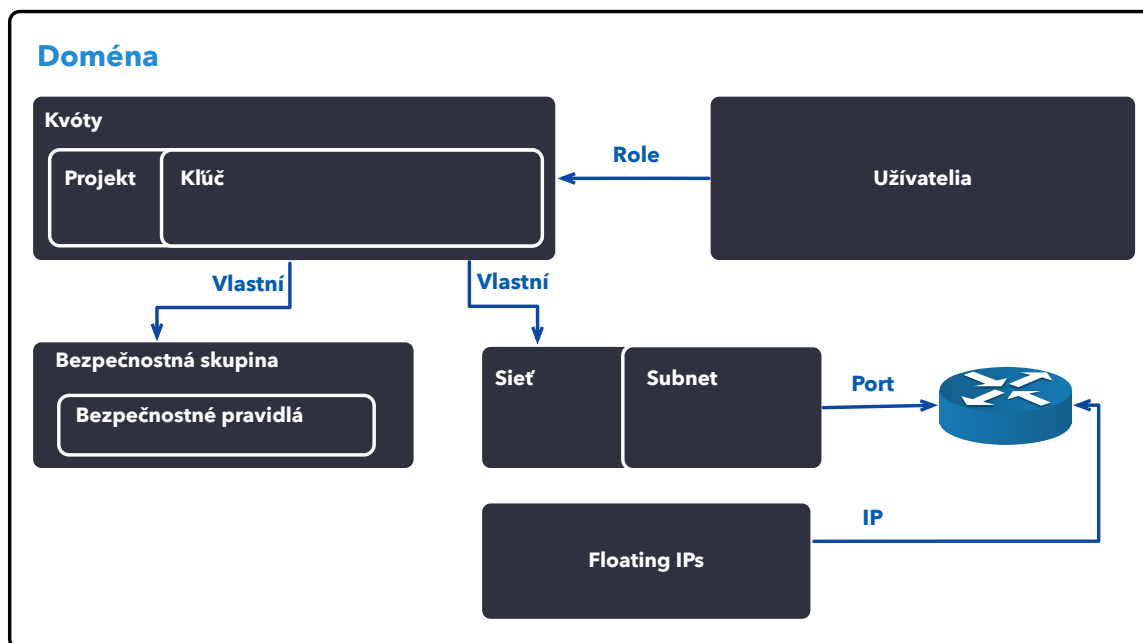 Doména
Kvóty
Projekt
Kľúč
Role
Užívatelia
Vlastní
Vlastní
Bezpečnostná skupina
Bezpečnostné pravidlá
Sieť
Subnet
Port
IP
Floating IPs